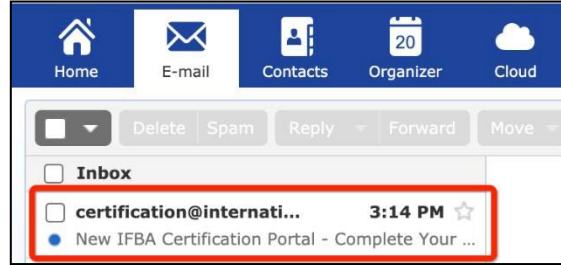 20
Home E-mail Contacts Organizer Cloud
Delete Spam Reply Forward Move
Inbox
certification@internati... 3:14 PM
New IFBA Certification Portal - Complete Your ...